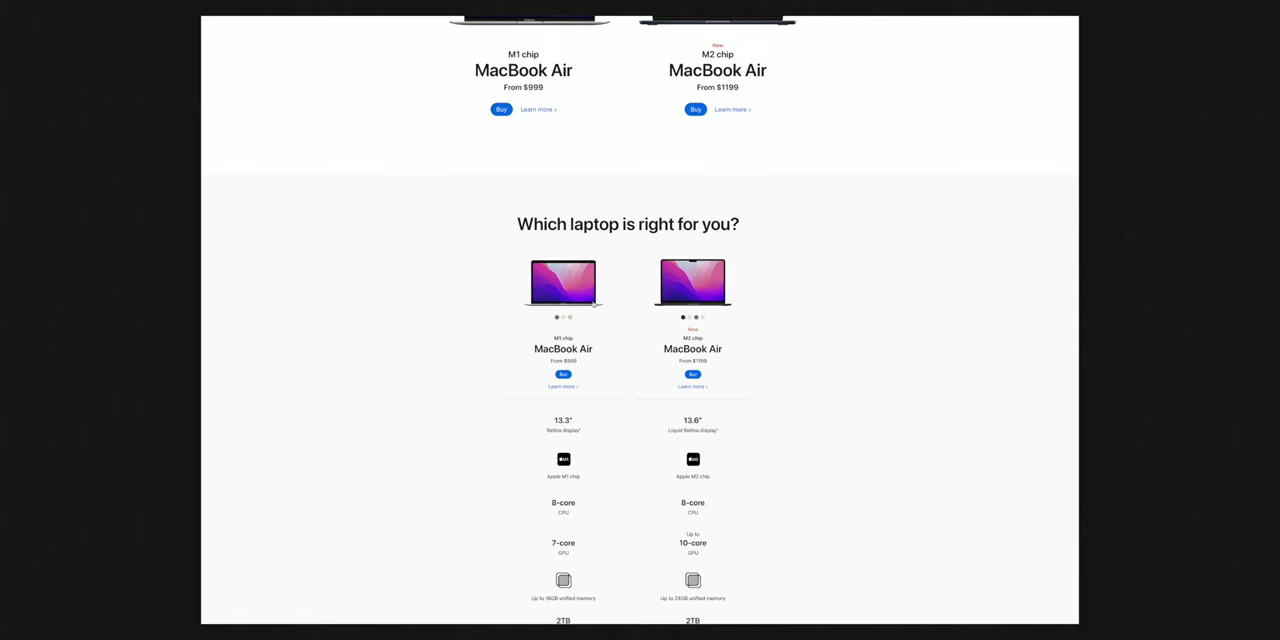 M1 chip
MacBook Air
From $999
Buy Learn more >
New
M2 chip
MacBook Air
From $1199
Buy Learn more >
Which laptop is right for you?
M1 chip
MacBook Air
From $999
Buy
Learn more >
New
M2 chip
MacBook Air
From $1199
Buy
Learn more >
13.3"
Retina display¹
13.6"
Liquid Retina display¹
M1
Apple M1 chip
M2
Apple M2 chip
8-core
CPU
8-core
CPU
7-core
GPU
Up to
10-core
GPU
Up to 16GB unified memory
Up to 24GB unified memory
2TB
2TB